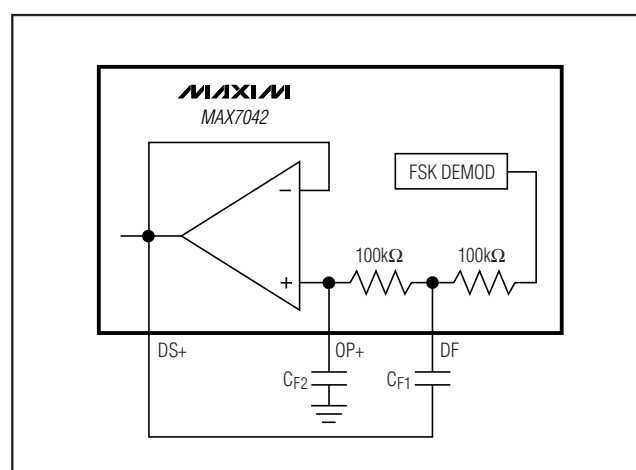 MAXIM
MAX7042
FSK DEMOD
−
+
100kΩ
100kΩ
DS+
OP+
DF
CF2
CF1